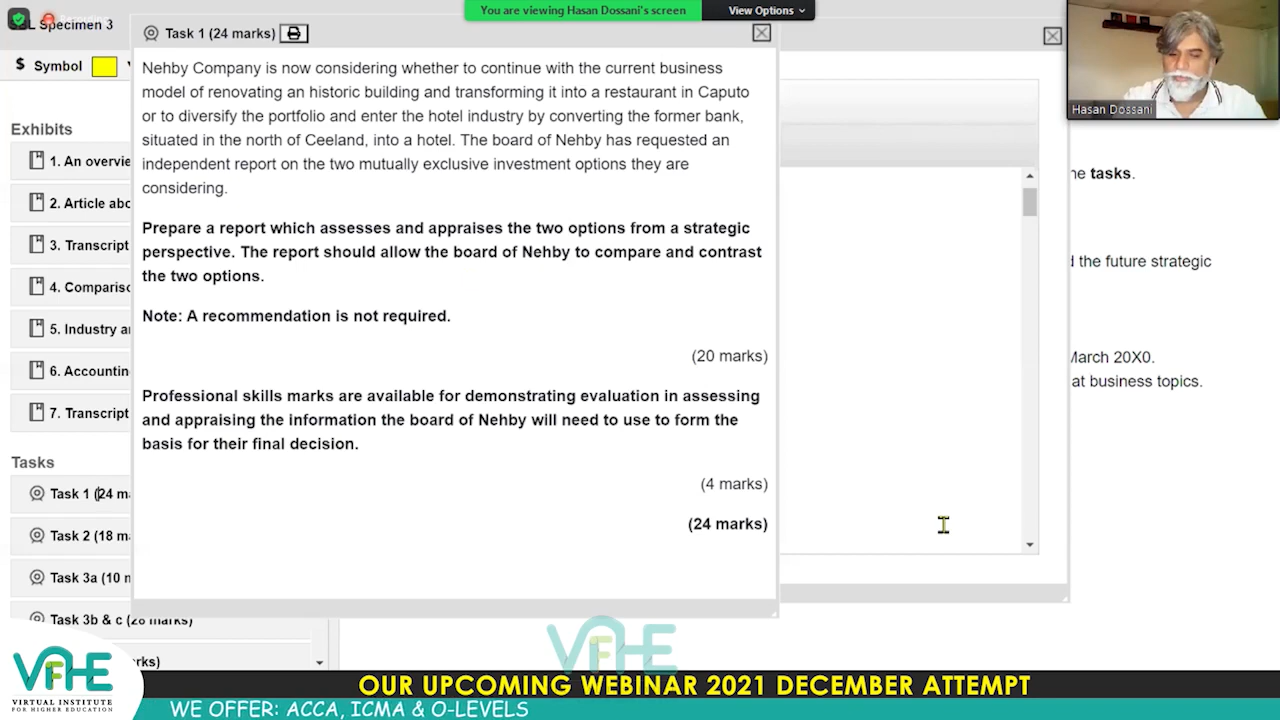 You are viewing Hasan Dossani's screen
View Options
Specimen 3
Task 1 (24 marks)
$ Symbol
Hasan Dossani
Exhibits
1. An overvie
2. Article abo
3. Transcript
4. Compariso
5. Industry a
6. Accountin
7. Transcript
Tasks
Task 1 (24 m
Task 2 (18 m
Task 3a (10 m
Task 3b & c (28 marks)
rks)
Nehby Company is now considering whether to continue with the current business
model of renovating an historic building and transforming it into a restaurant in Caputo
or to diversify the portfolio and enter the hotel industry by converting the former bank,
situated in the north of Ceeland, into a hotel. The board of Nehby has requested an
independent report on the two mutually exclusive investment options they are
considering.
Prepare a report which assesses and appraises the two options from a strategic
perspective. The report should allow the board of Nehby to compare and contrast
the two options.
Note: A recommendation is not required.
(20 marks)
Professional skills marks are available for demonstrating evaluation in assessing
and appraising the information the board of Nehby will need to use to form the
basis for their final decision.
(4 marks)
(24 marks)
he tasks.
d the future strategic
March 20X0.
at business topics.
VIFHE
VIFHE
VIRTUAL INSTITUTE
FOR HIGHER EDUCATION
OUR UPCOMING WEBINAR 2021 DECEMBER ATTEMPT
WE OFFER: ACCA, ICMA & O-LEVELS